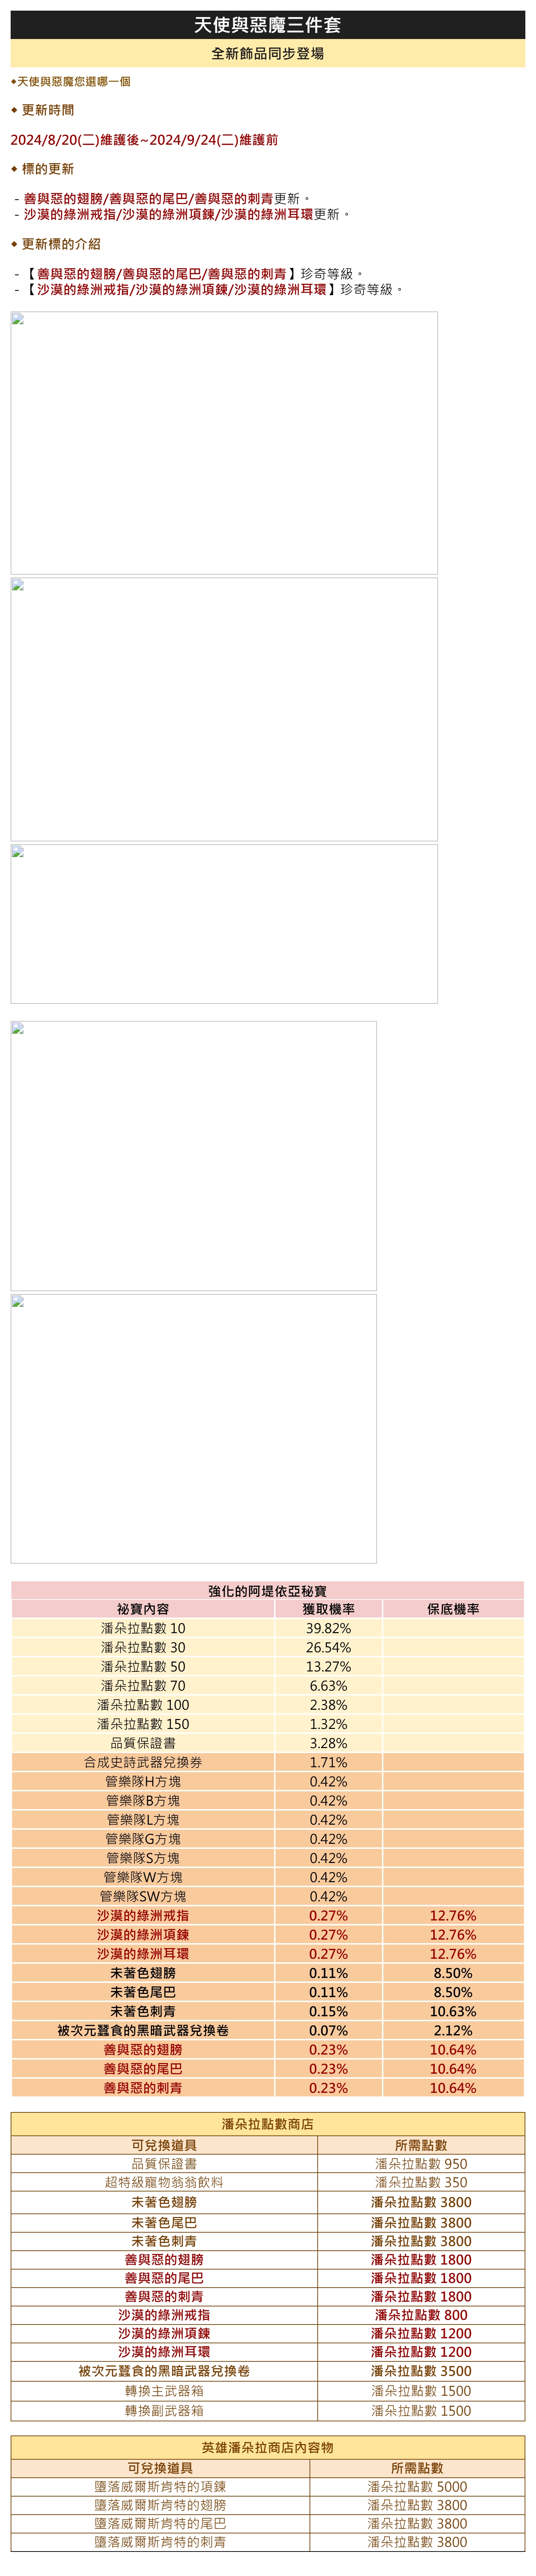 天使與惡魔三件套
全新飾品同步登場
◆天使與惡魔您選哪一個
◆ 更新時間
2024/8/20(二)維護後~2024/9/24(二)維護前
◆ 標的更新
- 善與惡的翅膀/善與惡的尾巴/善與惡的刺青更新。
- 沙漠的綠洲戒指/沙漠的綠洲項鍊/沙漠的綠洲耳環更新。
◆ 更新標的介紹
- 【善與惡的翅膀/善與惡的尾巴/善與惡的刺青】珍奇等級。
- 【沙漠的綠洲戒指/沙漠的綠洲項鍊/沙漠的綠洲耳環】珍奇等級。
強化的阿堤依亞秘寶
祕寶內容 獲取機率 保底機率
潘朵拉點數 10 39.82%
潘朵拉點數 30 26.54%
潘朵拉點數 50 13.27%
潘朵拉點數 70 6.63%
潘朵拉點數 100 2.38%
潘朵拉點數 150 1.32%
品質保證書 3.28%
合成史詩武器兌換券 1.71%
管樂隊H方塊 0.42%
管樂隊B方塊 0.42%
管樂隊L方塊 0.42%
管樂隊G方塊 0.42%
管樂隊S方塊 0.42%
管樂隊W方塊 0.42%
管樂隊SW方塊 0.42%
沙漠的綠洲戒指 0.27% 12.76%
沙漠的綠洲項鍊 0.27% 12.76%
沙漠的綠洲耳環 0.27% 12.76%
未著色翅膀 0.11% 8.50%
未著色尾巴 0.11% 8.50%
未著色刺青 0.15% 10.63%
被次元蠶食的黑暗武器兌換卷 0.07% 2.12%
善與惡的翅膀 0.23% 10.64%
善與惡的尾巴 0.23% 10.64%
善與惡的刺青 0.23% 10.64%
潘朵拉點數商店
可兌換道具 所需點數
品質保證書 潘朵拉點數 950
超特級寵物翁翁飲料 潘朵拉點數 350
未著色翅膀 潘朵拉點數 3800
未著色尾巴 潘朵拉點數 3800
未著色刺青 潘朵拉點數 3800
善與惡的翅膀 潘朵拉點數 1800
善與惡的尾巴 潘朵拉點數 1800
善與惡的刺青 潘朵拉點數 1800
沙漠的綠洲戒指 潘朵拉點數 800
沙漠的綠洲項鍊 潘朵拉點數 1200
沙漠的綠洲耳環 潘朵拉點數 1200
被次元蠶食的黑暗武器兌換卷 潘朵拉點數 3500
轉換主武器箱 潘朵拉點數 1500
轉換副武器箱 潘朵拉點數 1500
英雄潘朵拉商店內容物
可兌換道具 所需點數
墮落威爾斯肯特的項鍊 潘朵拉點數 5000
墮落威爾斯肯特的翅膀 潘朵拉點數 3800
墮落威爾斯肯特的尾巴 潘朵拉點數 3800
墮落威爾斯肯特的刺青 潘朵拉點數 3800